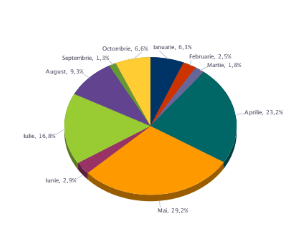 Octombrie, 6,6%
Ianuarie, 6,3%
Septembrie, 1,3%
Februarie, 2,5%
Martie, 1,8%
August, 9,3%
Aprilie, 23,2%
Iulie, 16,8%
Iunie, 2,9%
Mai, 29,2%